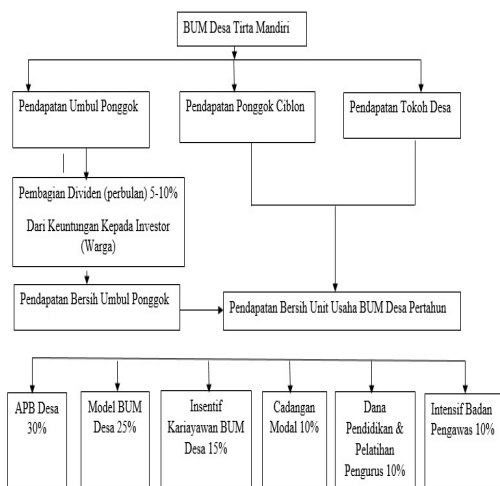 BUM Desa Tirta Mandiri
Pendapatan Umbul Ponggok
Pendapatan Ponggok Ciblon
Pendapatan Tokoh Desa
Pembagian Dividen (perbulan) 5-10%
Dari Keuntungan Kepada Investor
(Warga)
Pendapatan Bersih Umbul Ponggok
Pendapatan Bersih Unit Usaha BUM Desa Pertahun
APB Desa
30%
Model BUM
Desa 25%
Insentif
Kariayawan BUM
Desa 15%
Cadangan
Modal 10%
Dana
Pendidikan &
Pelatihan
Pengurus 10%
Intensif Badan
Pengawas 10%